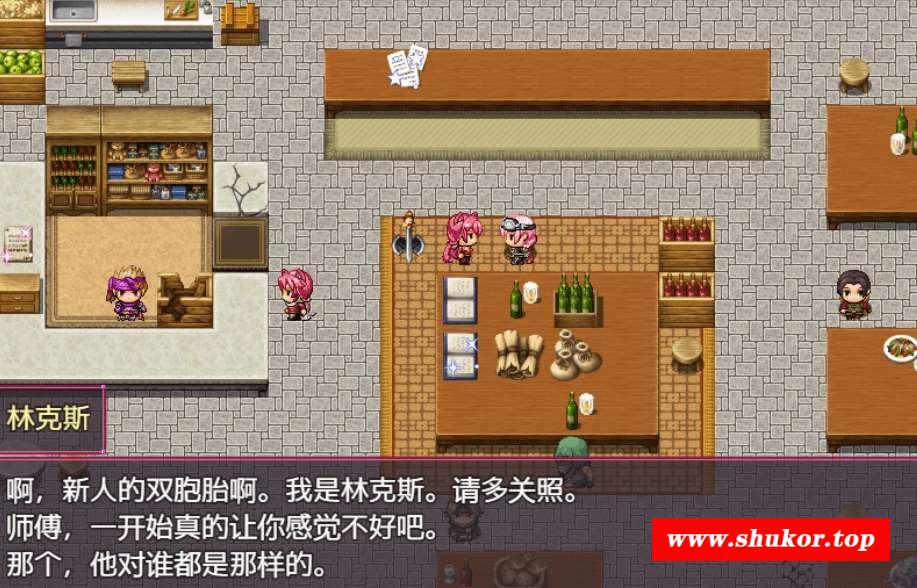 林克斯
啊，新人的双胞胎啊。我是林克斯。请多关照。
师傅，一开始真的让你感觉不好吧。
那个，他对谁都是那样的。
www.shukor.top